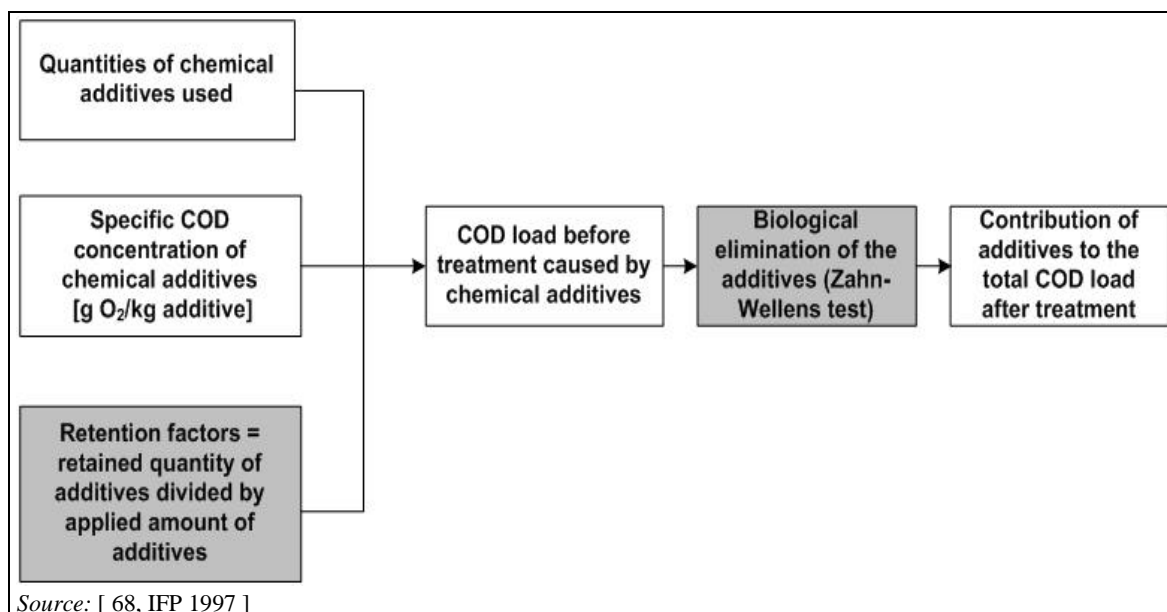 Quantities of chemical
additives used
Specific COD
concentration of
chemical additives
[g O₂/kg additive]
Retention factors =
retained quantity of
additives divided by
applied amount of
additives
COD load before
treatment caused by
chemical additives
Biological
elimination of the
additives (Zahn-
Wellens test)
Contribution of
additives to the
total COD load
after treatment
Source: [ 68, IFP 1997 ]